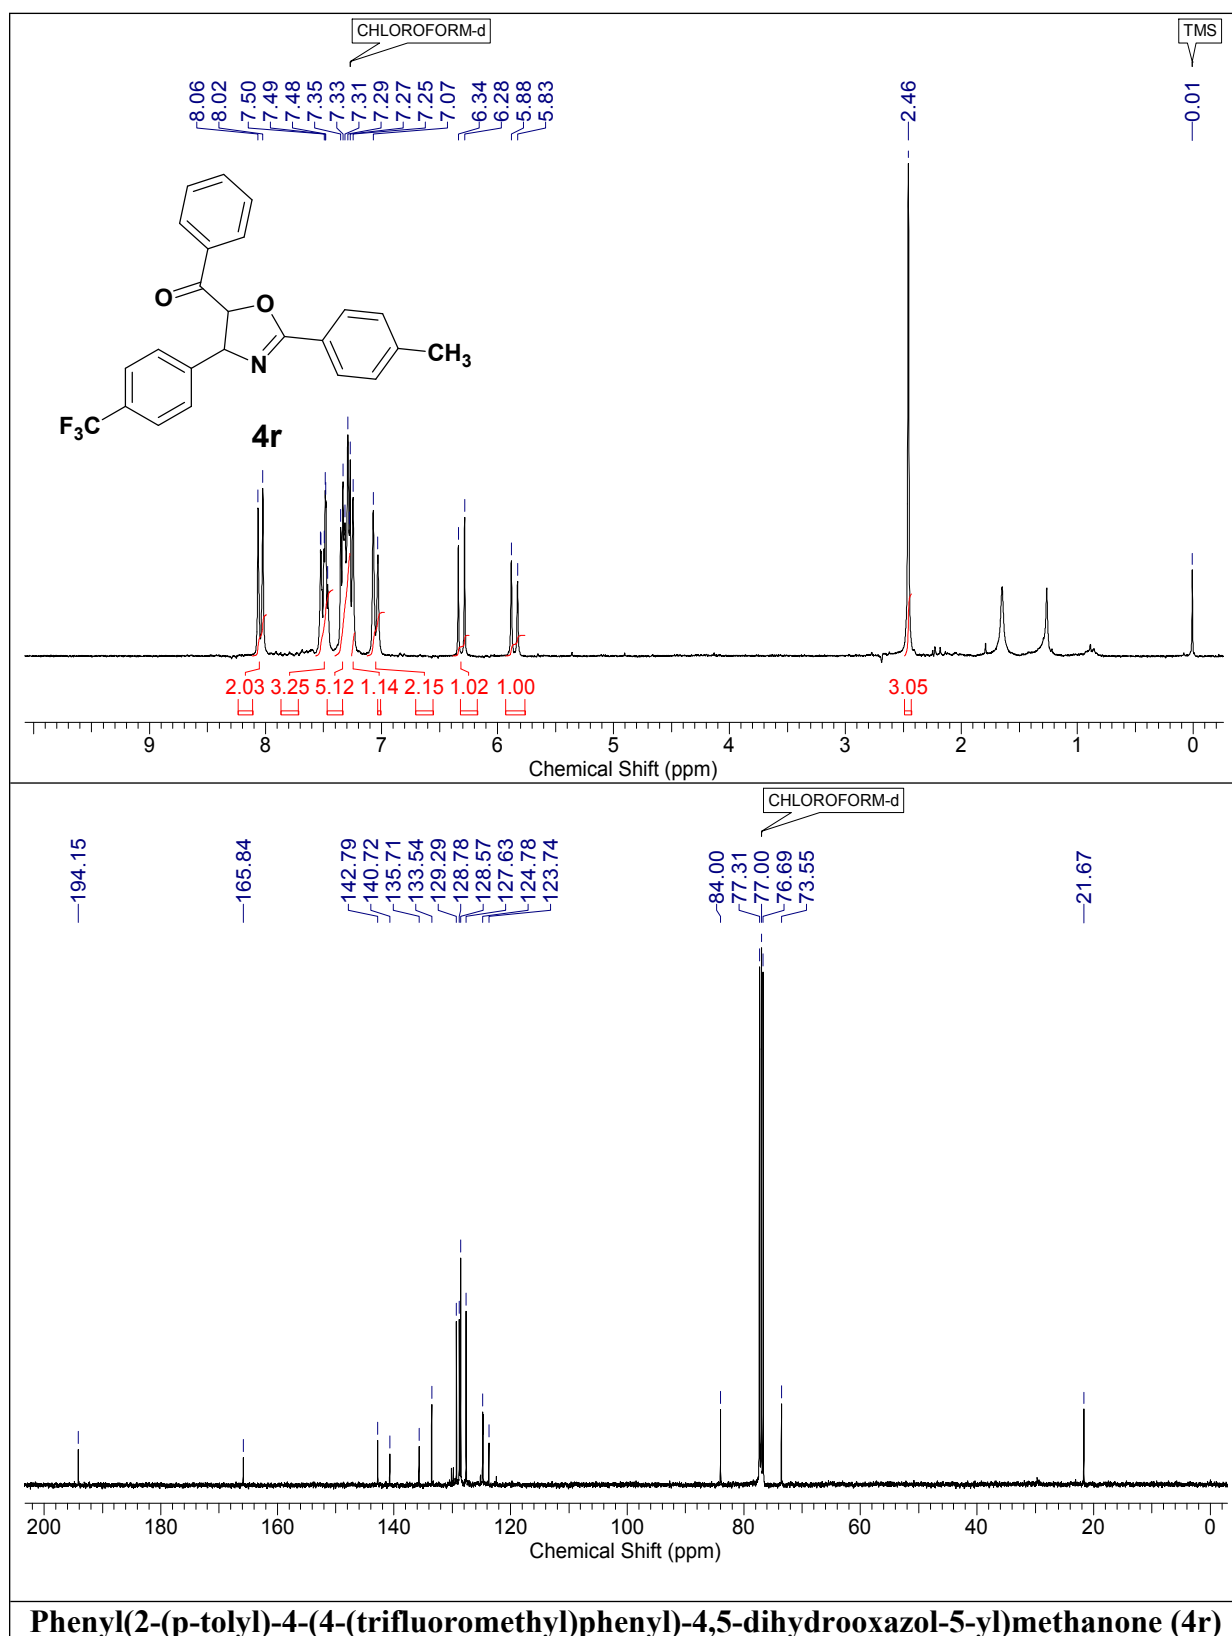 CHLOROFORM-d
TMS
8.06
8.02
7.50
7.49
7.48
7.35
7.33
7.31
7.29
7.27
7.25
7.07
6.34
6.28
5.88
5.83
2.46
0.01
O
O
N
CH3
F3C
4r
2.03 3.25 5.12 1.14 2.15 1.02 1.00 3.05
9 8 7 6 5 4 3 2 1 0
Chemical Shift (ppm)
CHLOROFORM-d
194.15
165.84
142.79
140.72
135.71
133.54
129.29
128.78
128.57
127.63
124.78
123.74
84.00
77.31
77.00
76.69
73.55
21.67
200 180 160 140 120 100 80 60 40 20 0
Chemical Shift (ppm)
Phenyl(2-(p-tolyl)-4-(4-(trifluoromethyl)phenyl)-4,5-dihydrooxazol-5-yl)methanone (4r)